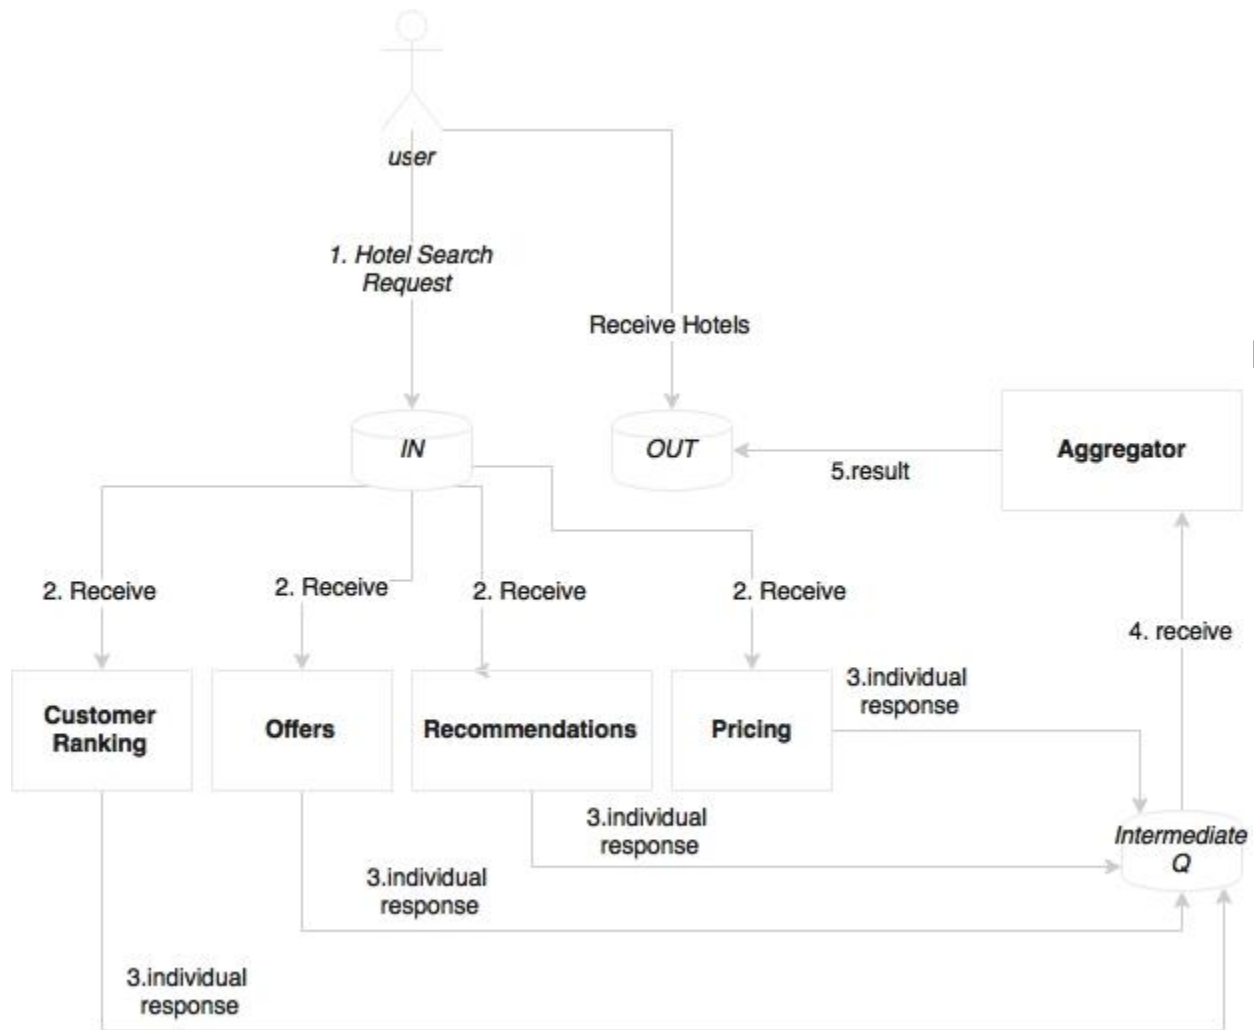 user
1. Hotel Search
Request
Receive Hotels
IN
OUT
5.result
Aggregator
2. Receive
2. Receive
2. Receive
2. Receive
4. receive
Customer
Ranking
Offers
Recommendations
Pricing
3.individual
response
3.individual
response
Intermediate
Q
3.individual
response
3.individual
response